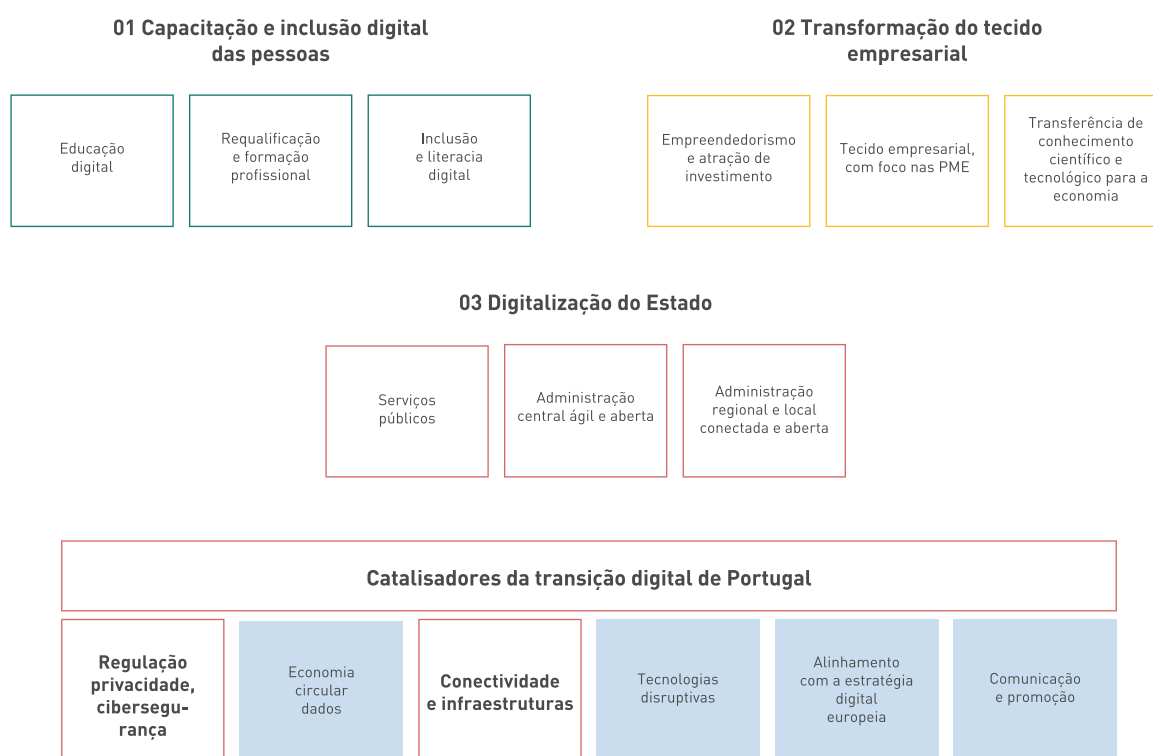 01 Capacitação e inclusão digital
das pessoas
02 Transformação do tecido
empresarial
Educação
digital
Requalificação
e formação
profissional
Inclusão
e literacia
digital
Empreendedorismo
e atração de
investimento
Tecido empresarial,
com foco nas PME
Transferência de
conhecimento
científico e
tecnológico para a
economia
03 Digitalização do Estado
Serviços
públicos
Administração
central ágil e aberta
Administração
regional e local
conectada e aberta
Catalisadores da transição digital de Portugal
Regulação
privacidade,
cibersegu-
rança
Economia
circular
dados
Conectividade
e infraestruturas
Tecnologias
disruptivas
Alinhamento
com a estratégia
digital
europeia
Comunicação
e promoção